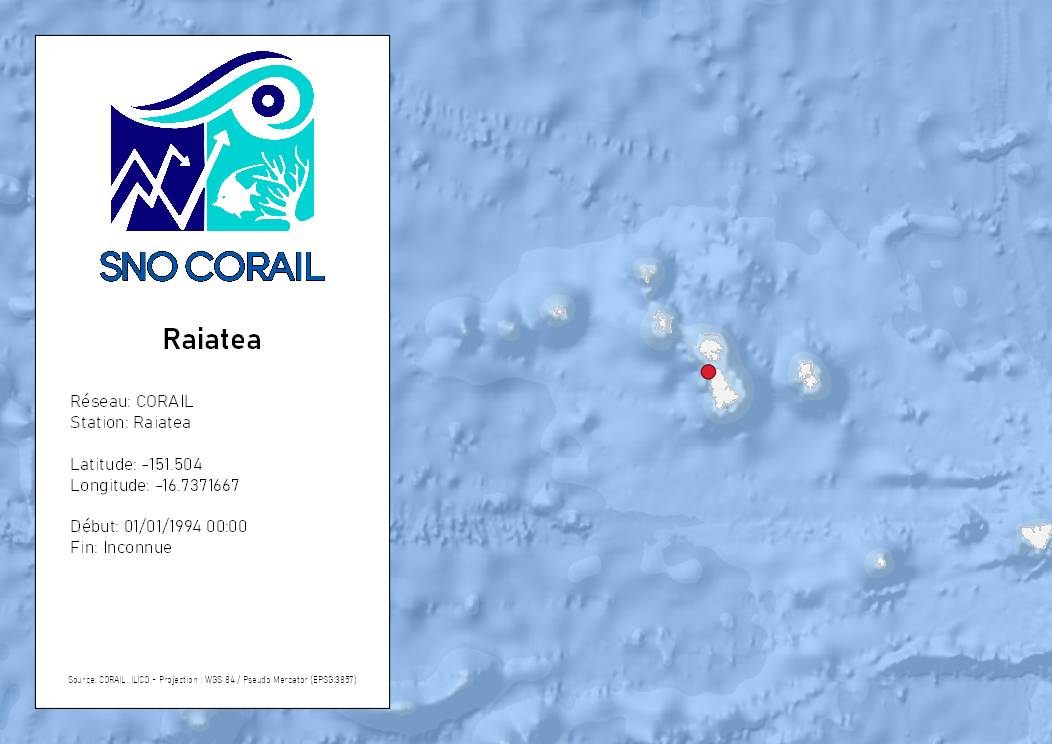 SNO CORAIL
Raiatea
Réseau: CORAIL
Station: Raiatea
Latitude: -151.504
Longitude: -16.7371667
Début: 01/01/1994 00:00
Fin: Inconnue
Source: CORAIL, ILICO - Projection : WGS 84 / Pseudo Mercator (EPSG:3857)